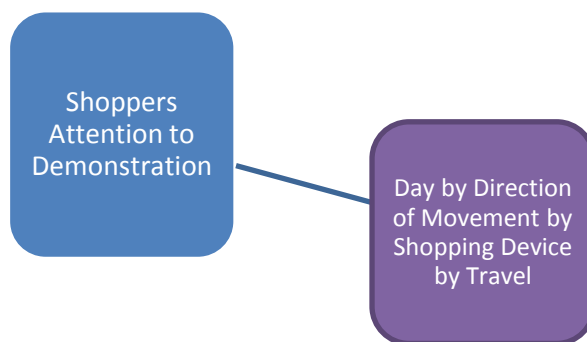 Shoppers
Attention to
Demonstration
Day by Direction
of Movement by
Shopping Device
by Travel